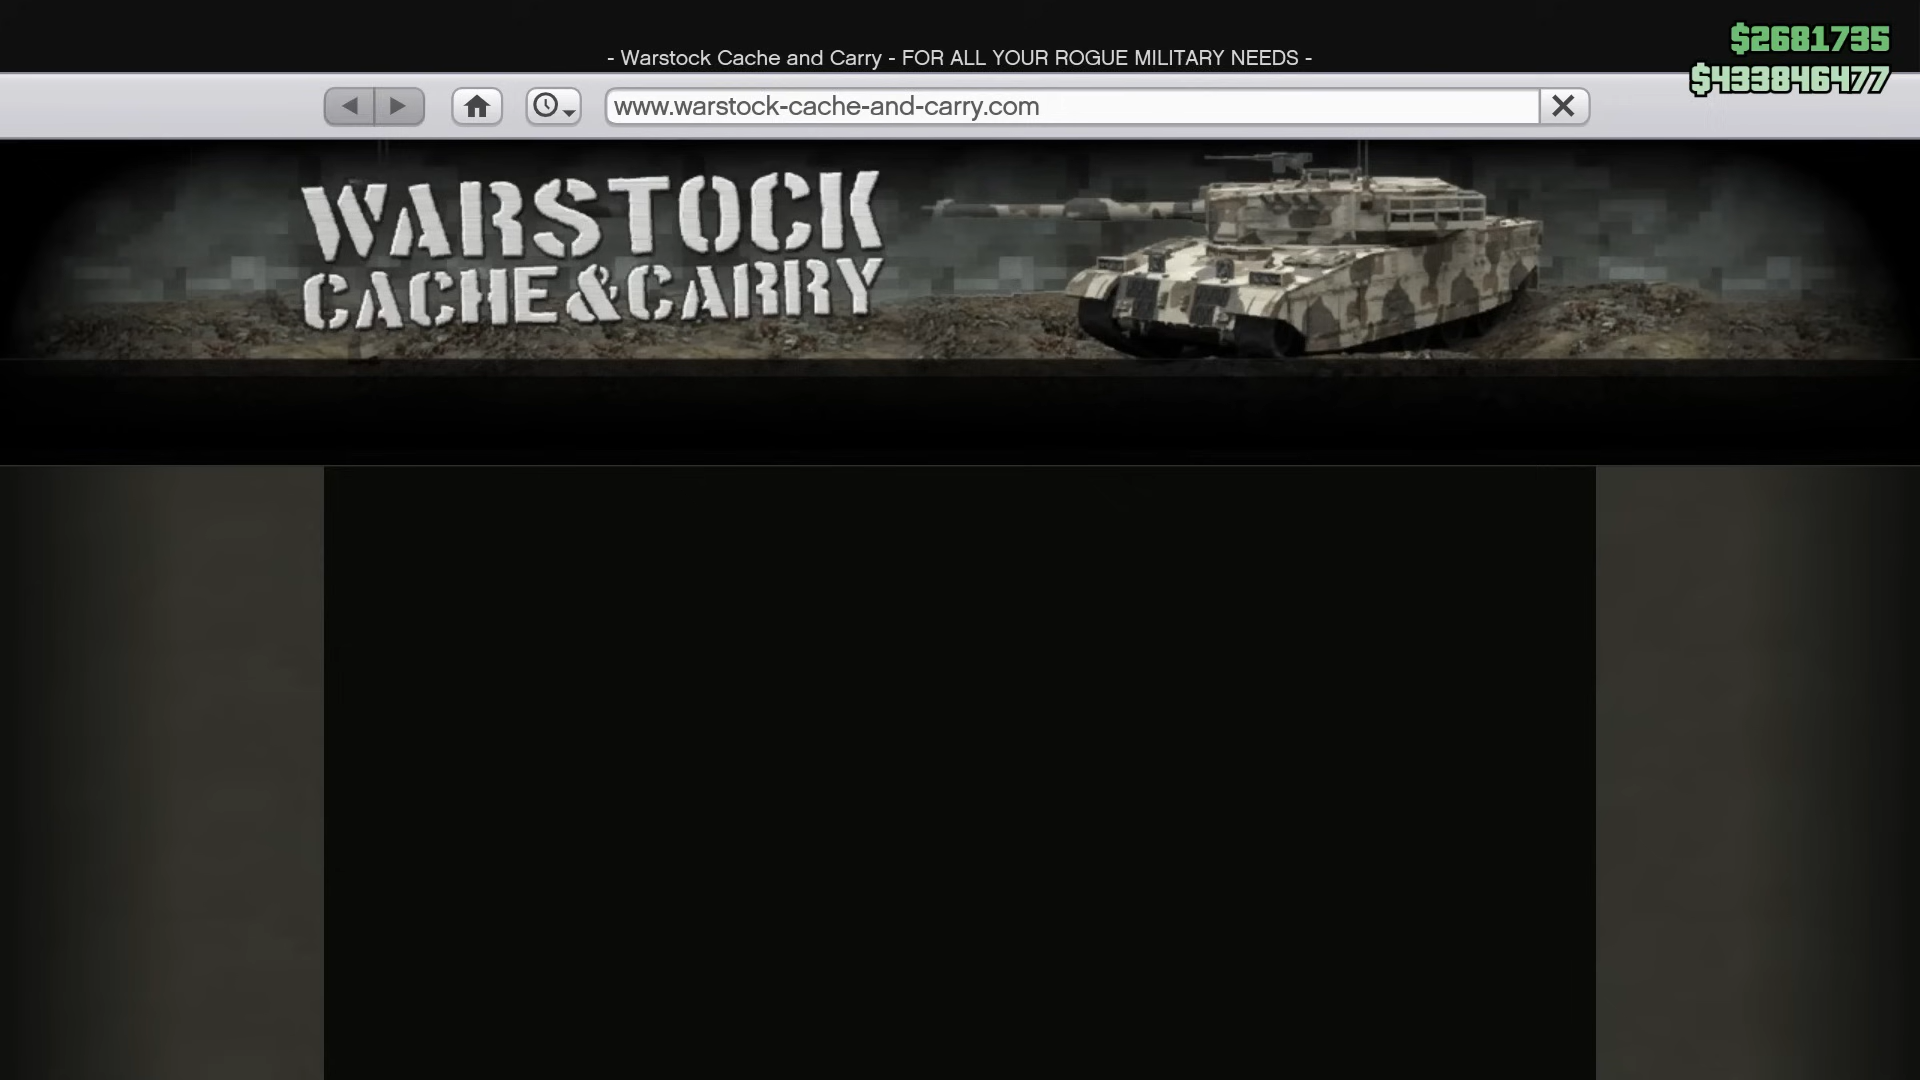 - Warstock Cache and Carry - FOR ALL YOUR ROGUE MILITARY NEEDS -
$2681735
$433846477
www.warstock-cache-and-carry.com
WARSTOCK
CACHE & CARRY